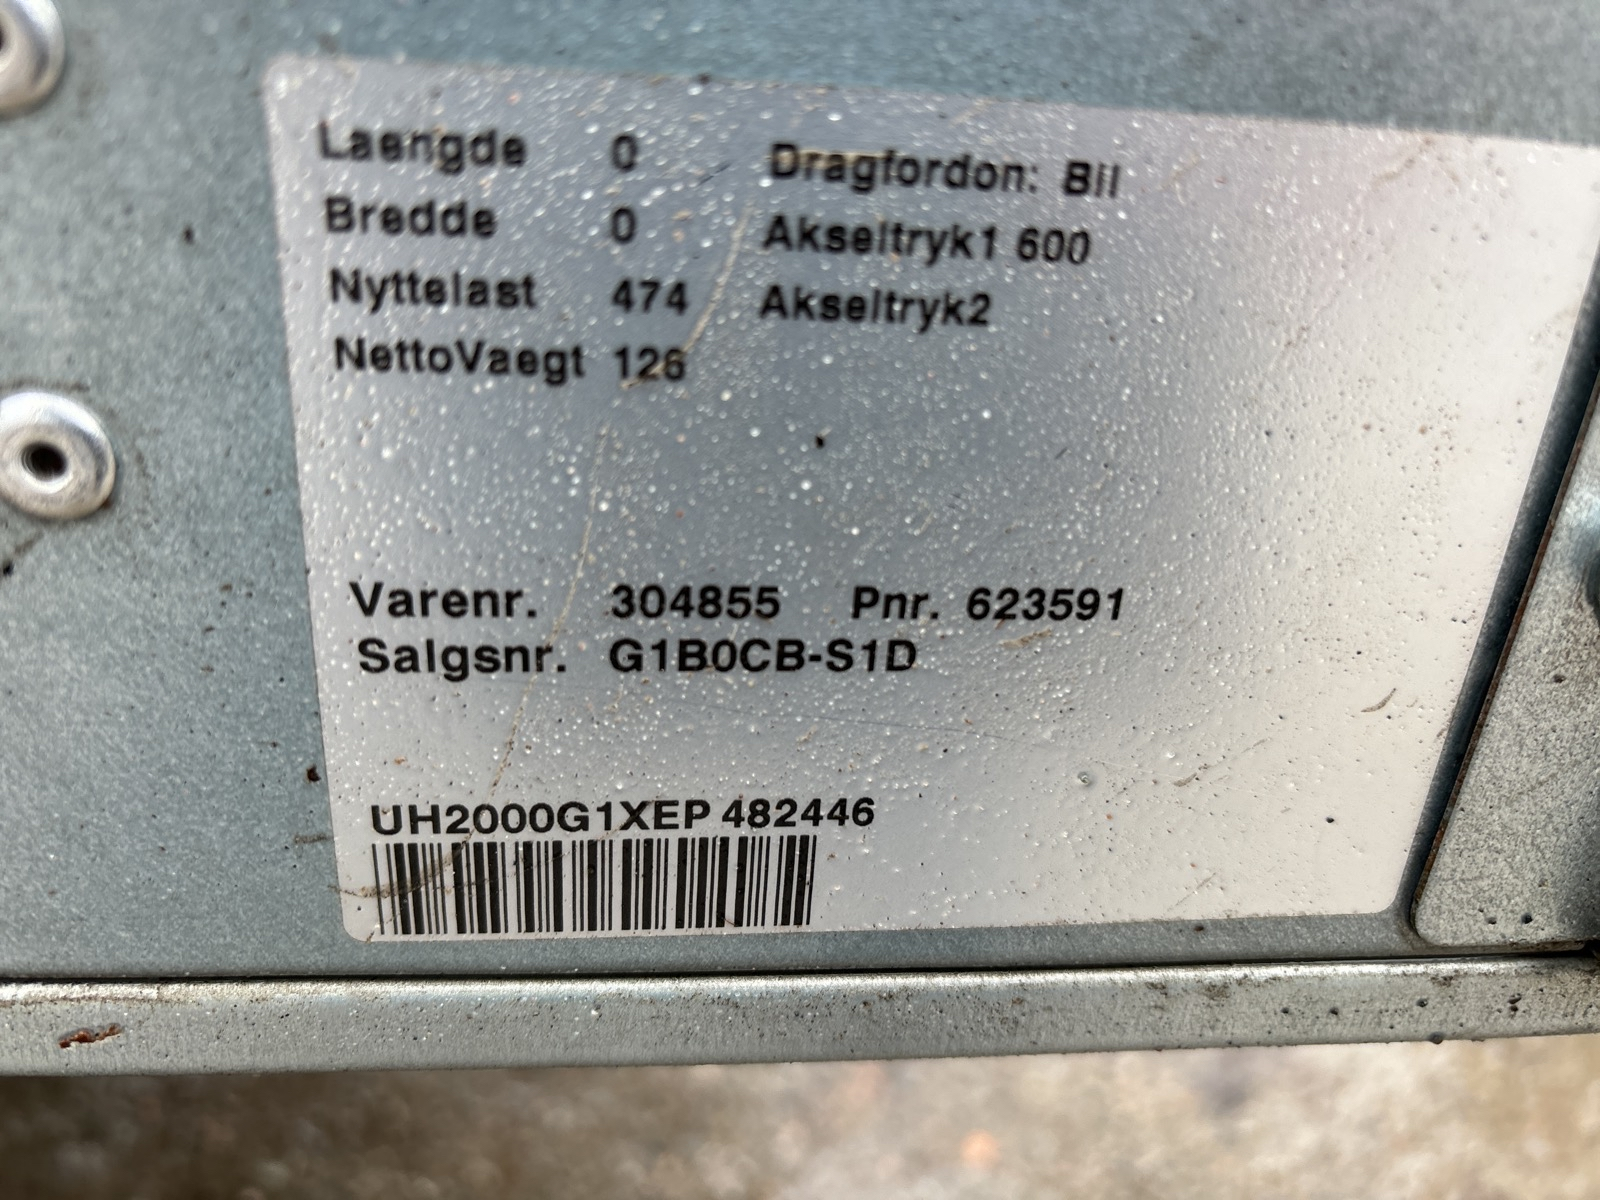 Laengde 0 Dragfordon: Bil
Bredde 0 Akseltryk1 600
Nyttelast 474 Akseltryk2
NettoVaegt 126
Varenr. 304855 Pnr. 623591
Salgsnr. G1B0CB-S1D
UH2000G1XEP 482446